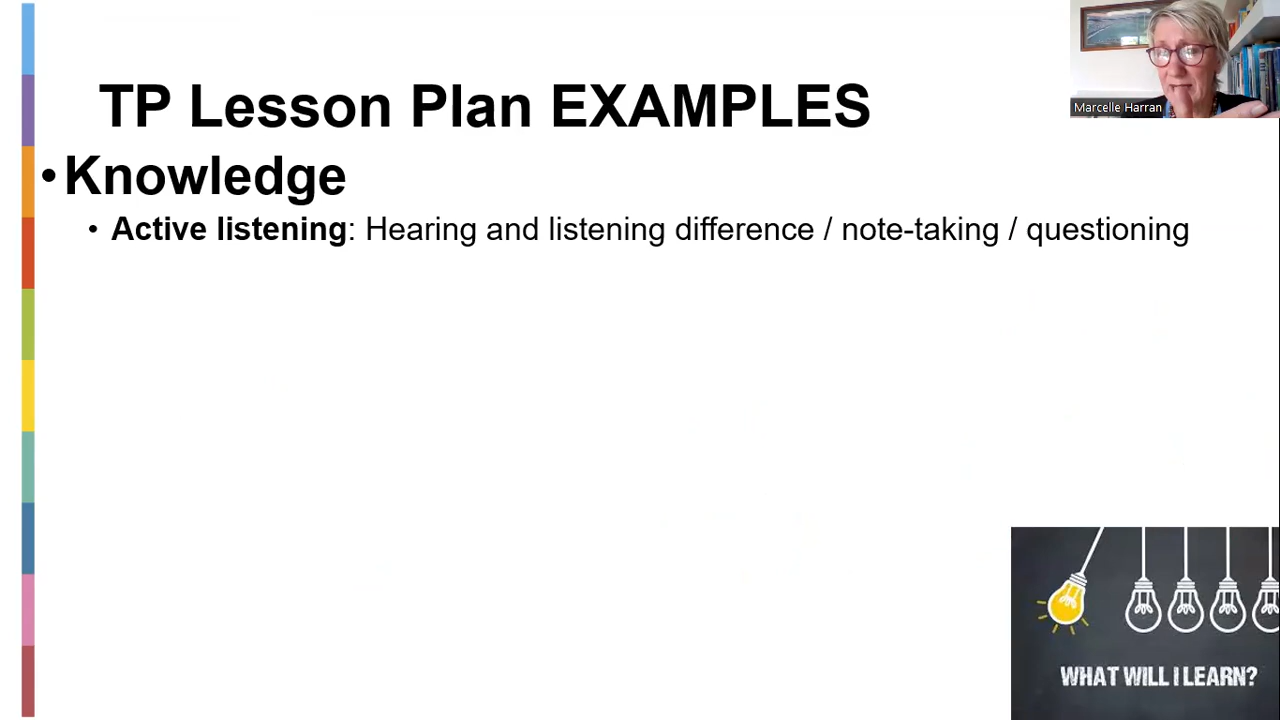 TP Lesson Plan EXAMPLES
Marcelle Harran
•Knowledge
• Active listening: Hearing and listening difference / note-taking / questioning
WHAT WILL I LEARN?